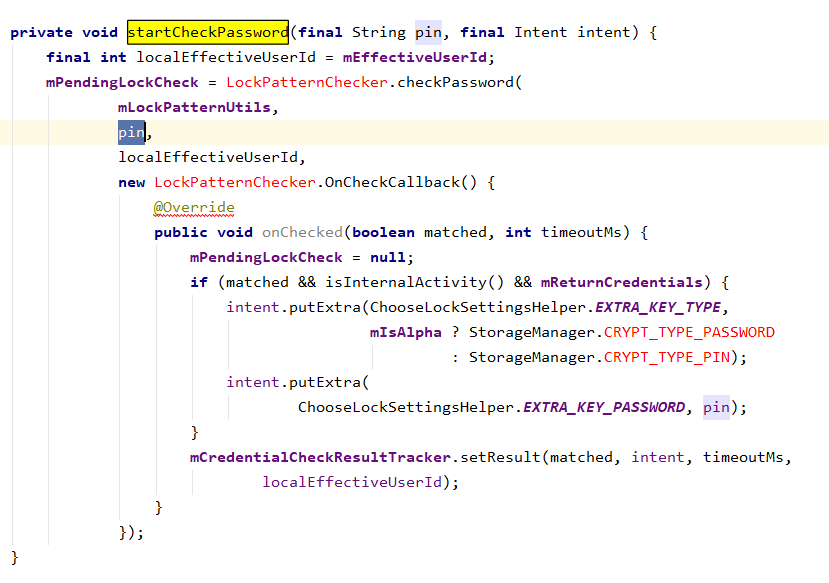 private void startCheckPassword(final String pin, final Intent intent) {
final int localEffectiveUserId = mEffectiveUserId;
mPendingLockCheck = LockPatternChecker.checkPassword(
mLockPatternUtils,
pin,
localEffectiveUserId,
new LockPatternChecker.OnCheckCallback() {
@Override
public void onChecked(boolean matched, int timeoutMs) {
mPendingLockCheck = null;
if (matched && isInternalActivity() && mReturnCredentials) {
intent.putExtra(ChooseLockSettingsHelper.EXTRA_KEY_TYPE,
mIsAlpha ? StorageManager.CRYPT_TYPE_PASSWORD
: StorageManager.CRYPT_TYPE_PIN);
intent.putExtra(
ChooseLockSettingsHelper.EXTRA_KEY_PASSWORD, pin);
}
mCredentialCheckResultTracker.setResult(matched, intent, timeoutMs,
localEffectiveUserId);
}
});
}